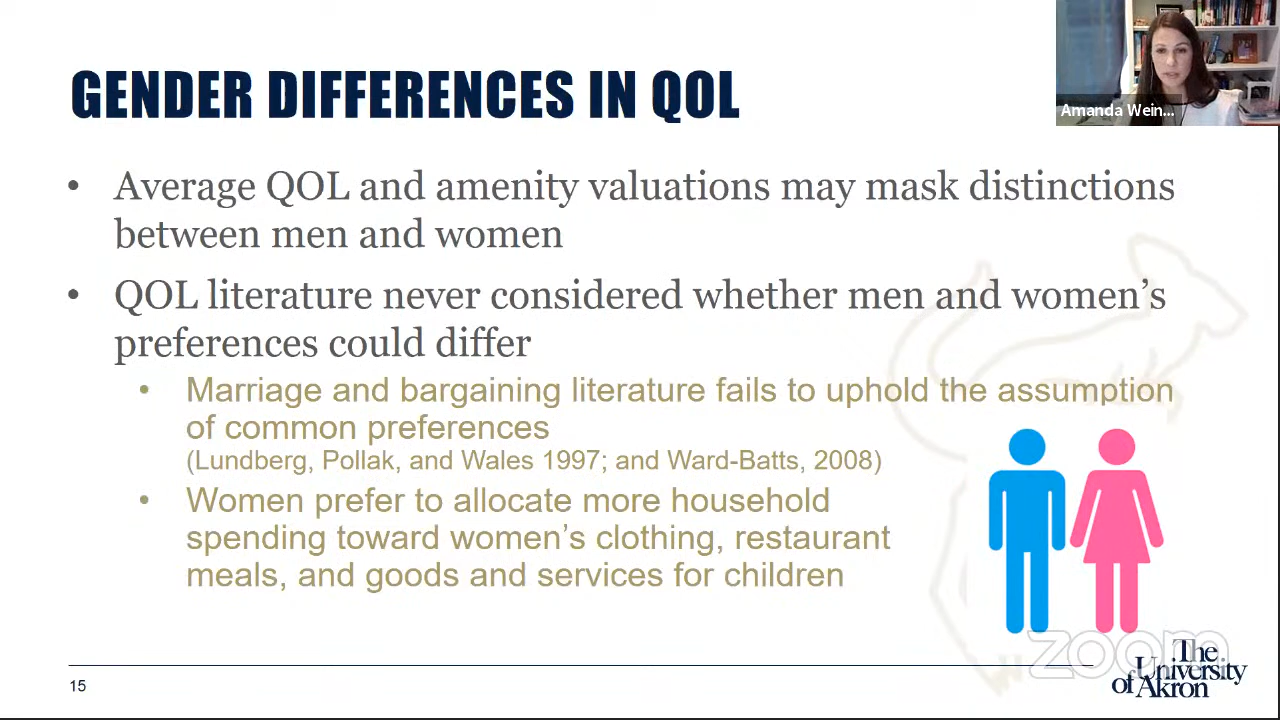 GENDER DIFFERENCES IN QOL
Amanda Wein...
• Average QOL and amenity valuations may mask distinctions
between men and women
• QOL literature never considered whether men and women’s
preferences could differ
• Marriage and bargaining literature fails to uphold the assumption
of common preferences
(Lundberg, Pollak, and Wales 1997; and Ward-Batts, 2008)
• Women prefer to allocate more household
spending toward women’s clothing, restaurant
meals, and goods and services for children
zoom
15
The
University
of Akron